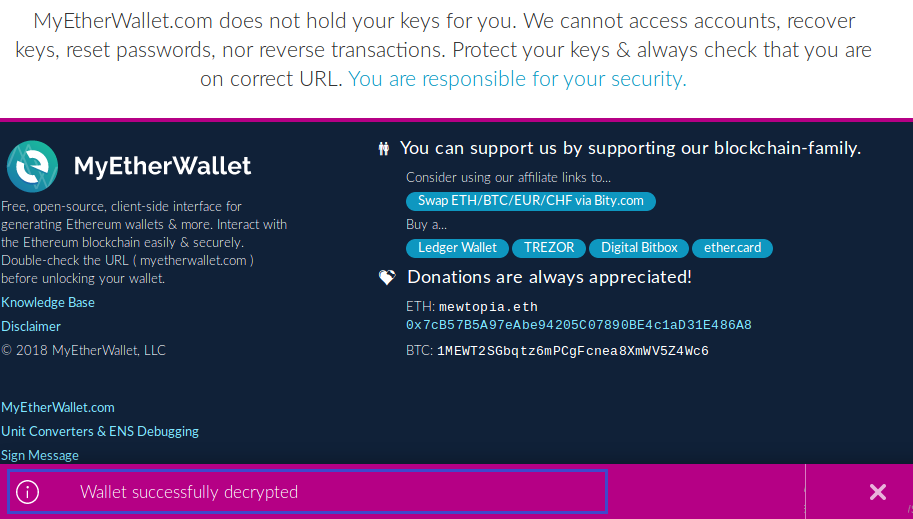 MyEtherWallet.com does not hold your keys for you. We cannot access accounts, recover
keys, reset passwords, nor reverse transactions. Protect your keys & always check that you are
on correct URL. You are responsible for your security.
MyEtherWallet
Free, open-source, client-side interface for
generating Ethereum wallets & more. Interact with
the Ethereum blockchain easily & securely.
Double-check the URL ( myetherwallet.com )
before unlocking your wallet.
Knowledge Base
Disclaimer
© 2018 MyEtherWallet, LLC
MyEtherWallet.com
Unit Converters & ENS Debugging
Sign Message
You can support us by supporting our blockchain-family.
Consider using our affiliate links to...
Swap ETH/BTC/EUR/CHF via Bity.com
Buy a...
Ledger Wallet TREZOR Digital Bitbox ether.card
Donations are always appreciated!
ETH: mewtopia.eth
0x7cB57B5A97eAbe94205C07890BE4c1aD31E486A8
BTC: 1MEWT2SGbqtz6mPCgFcnea8XmWV5Z4Wc6
Wallet successfully decrypted